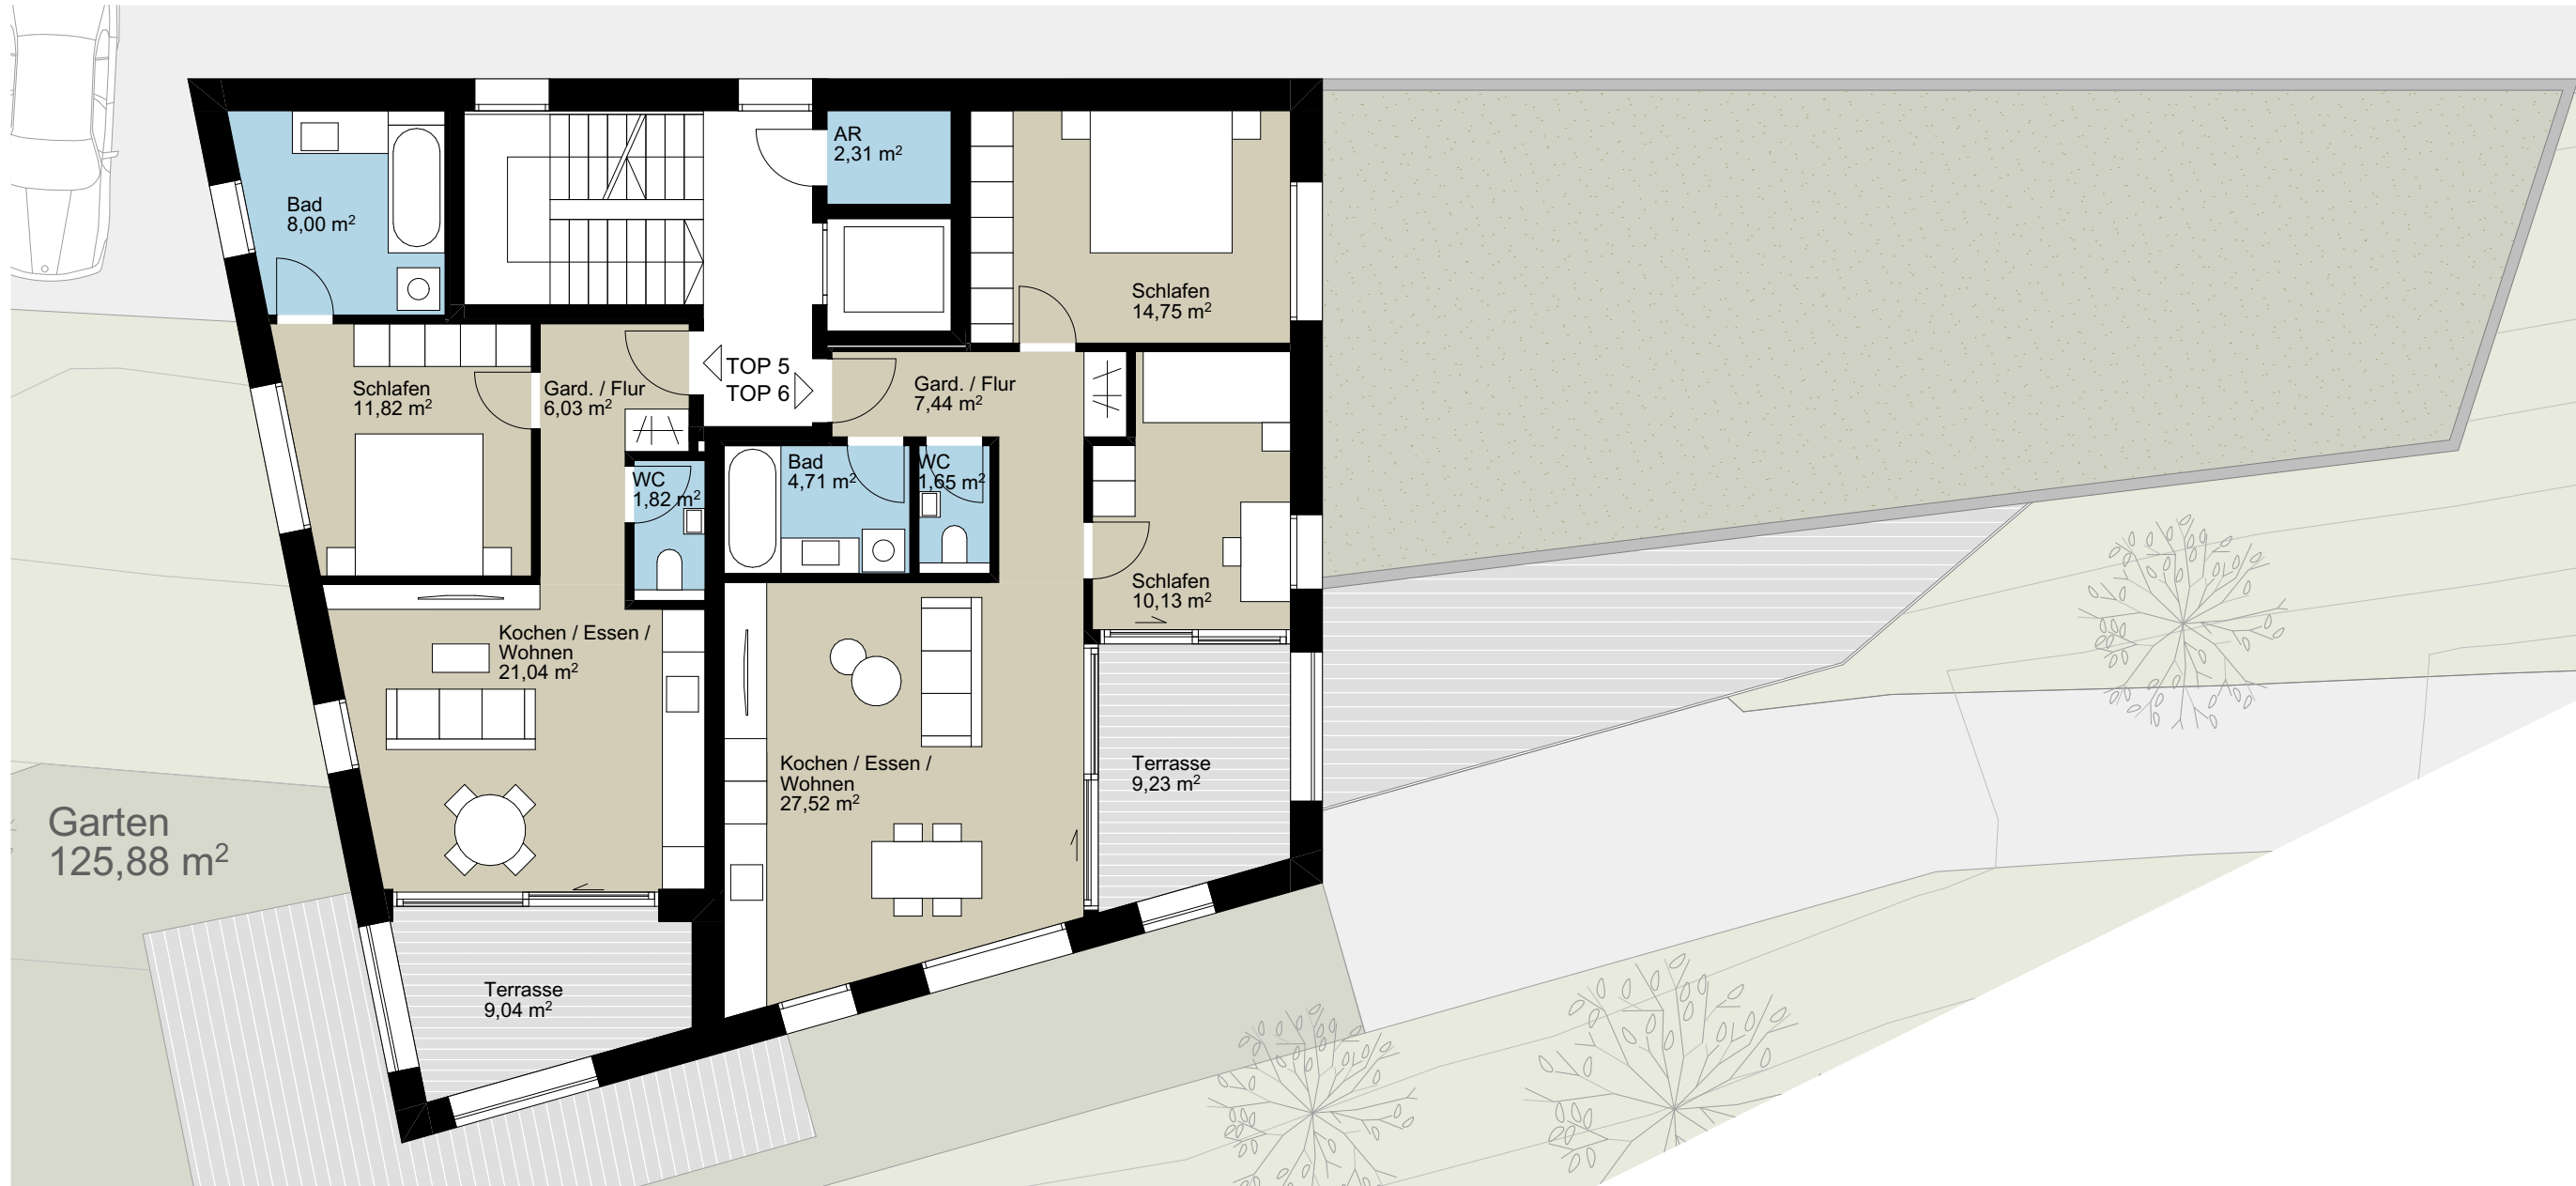 AR
2,31 m²
Bad
8,00 m²
Schlafen
14,75 m²
TOP 5
TOP 6
Schlafen
11,82 m²
Gard. / Flur
6,03 m²
Gard. / Flur
7,44 m²
WC
1,82 m²
Bad
4,71 m²
WC
1,65 m²
Schlafen
10,13 m²
Kochen / Essen /
Wohnen
21,04 m²
Kochen / Essen /
Wohnen
27,52 m²
Terrasse
9,23 m²
Garten
125,88 m²
Terrasse
9,04 m²